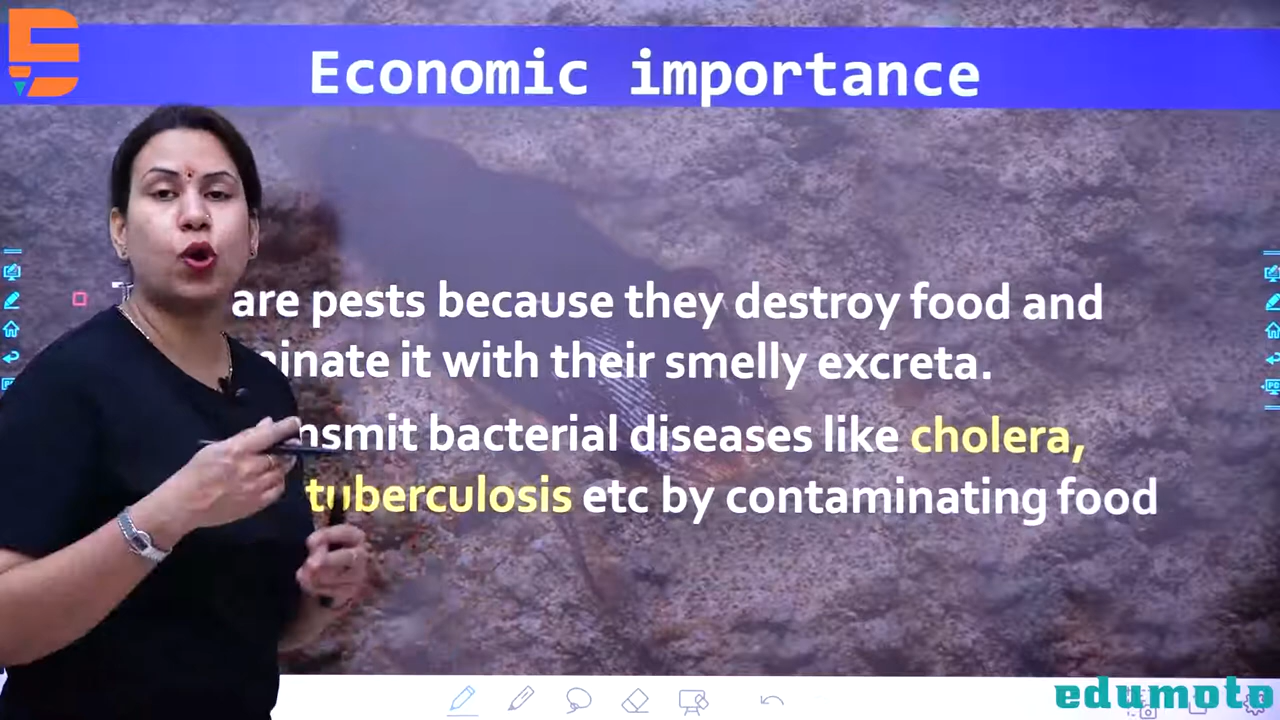 Economic importance
are pests because they destroy food and
inate it with their smelly excreta.
nsmit bacterial diseases like cholera,
tuberculosis etc by contaminating food
edumoto